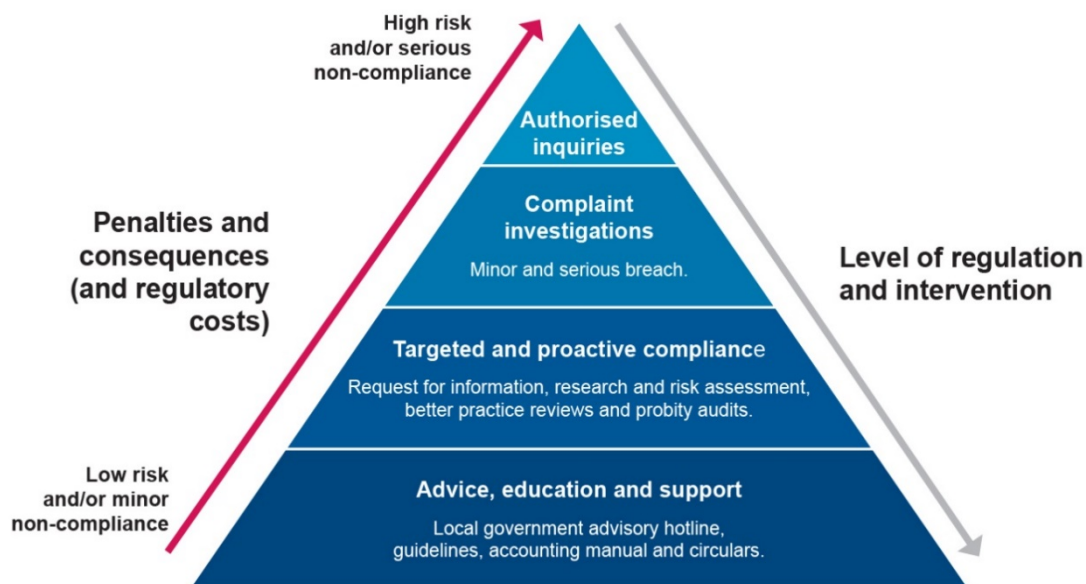 High risk
and/or serious
non-compliance
Authorised
inquiries
Complaint
investigations
Minor and serious breach.
Penalties and
consequences
(and regulatory
costs)
Level of regulation
and intervention
Targeted and proactive compliance
Request for information, research and risk assessment,
better practice reviews and probity audits.
Low risk
and/or minor
non-compliance
Advice, education and support
Local government advisory hotline,
guidelines, accounting manual and circulars.